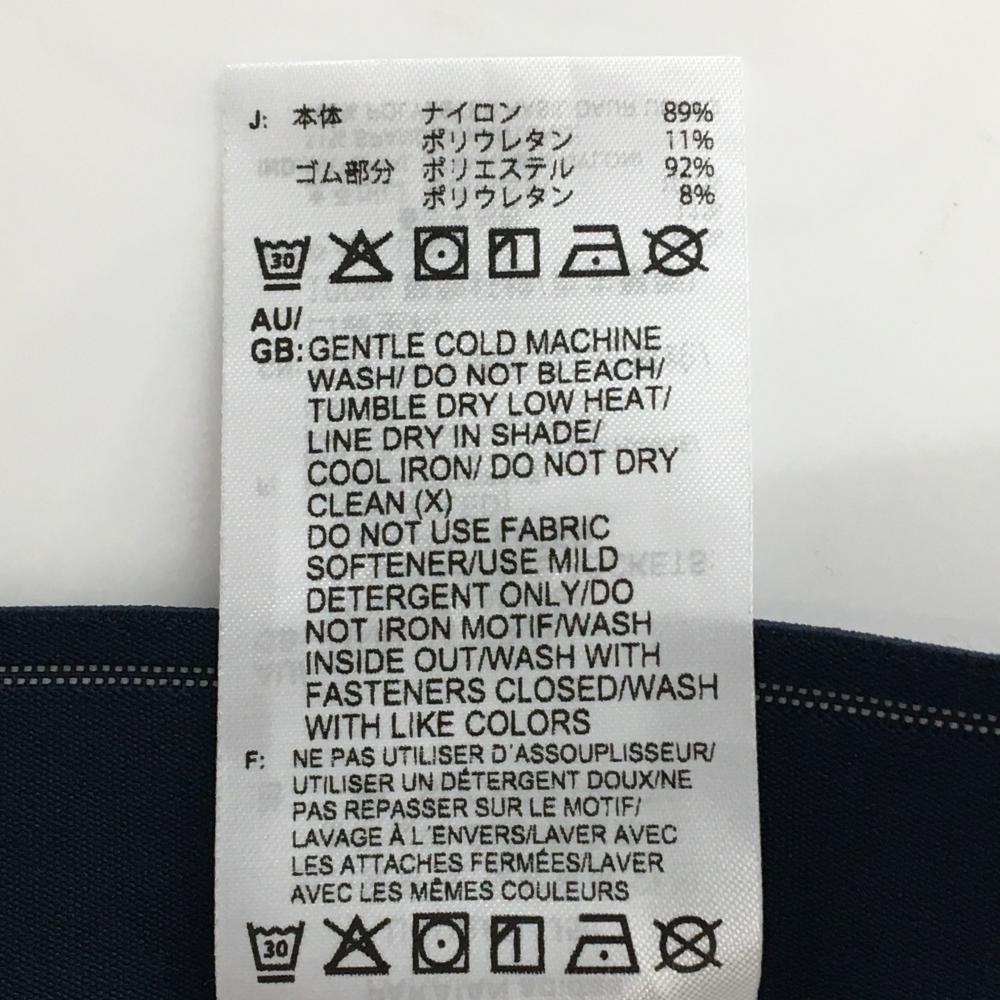 J: 本体 ナイロン 89%
ポリウレタン 11%
ゴム部分 ポリエステル 92%
ポリウレタン 8%
30
AU/
GB: GENTLE COLD MACHINE
WASH/ DO NOT BLEACH/
TUMBLE DRY LOW HEAT/
LINE DRY IN SHADE/
COOL IRON/ DO NOT DRY
CLEAN (X)
DO NOT USE FABRIC
SOFTENER/USE MILD
DETERGENT ONLY/DO
NOT IRON MOTIF/WASH
INSIDE OUT/WASH WITH
FASTENERS CLOSED/WASH
WITH LIKE COLORS
F: NE PAS UTILISER D'ASSOUPLISSEUR/
UTILISER UN DÉTERGENT DOUX/NE
PAS REPASSER SUR LE MOTIF/
LAVAGE À L'ENVERS/LAVER AVEC
LES ATTACHES FERMÉES/LAVER
AVEC LES MÊMES COULEURS
30